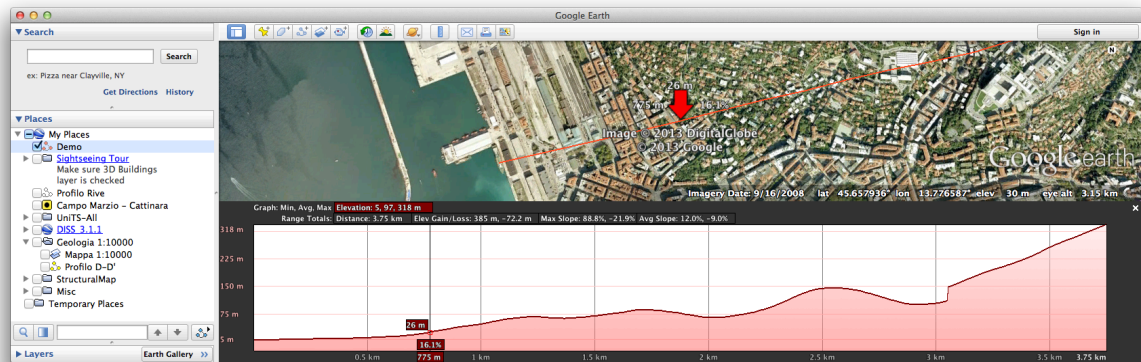 Google Earth
Search
Search
ex: Pizza near Clayville, NY
Get Directions History
Places
My Places
Demo
Sightseeing Tour
Make sure 3D Buildings
layer is checked
Profilo Rive
Campo Marzio - Cattinara
UniTS-All
DISS 3.1.1
Geologia 1:10000
Mappa 1:10000
Profilo D-D'
StructuralMap
Misc
Temporary Places
Layers
Earth Gallery >>
Sign in
N
26 m
775 m 16.1%
Image © 2013 DigitalGlobe
© 2013 Google
Google earth
Imagery Date: 9/16/2008 lat 45.657936° lon 13.776587° elev 30 m eye alt 3.15 km
Graph: Min, Avg, Max Elevation: 5, 97, 318 m
Range Totals: Distance: 3.75 km Elev Gain/Loss: 385 m, -72.2 m Max Slope: 88.8%, -21.9% Avg Slope: 12.0%, -9.0%
318 m
225 m
150 m
75 m
5 m
26 m
16.1%
0.5 km 775 m 1 km 1.5 km 2 km 2.5 km 3 km 3.5 km 3.75 km